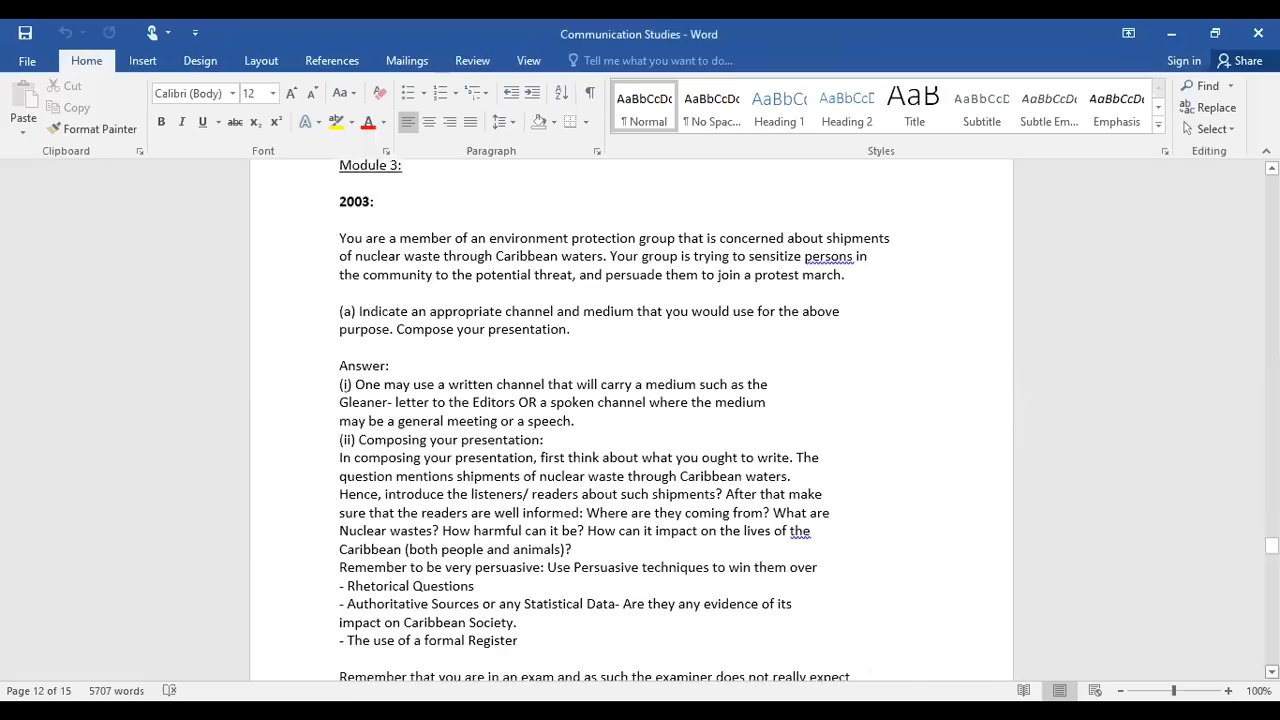 Communication Studies - Word
File Home Insert Design Layout References Mailings Review View Tell me what you want to do... Sign in Share
Paste
Cut
Copy
Format Painter
Clipboard
Calibri (Body) 12
Font
Paragraph
AaBbCcDc AaBbCcDc AaBbCc AaBbCcC AaB AaBbCcD AaBbCcDc AaBbCcDc
¶ Normal ¶ No Spac... Heading 1 Heading 2 Title Subtitle Subtle Em... Emphasis
Styles
Find
Replace
Select
Editing
Module 3:
2003:
You are a member of an environment protection group that is concerned about shipments
of nuclear waste through Caribbean waters. Your group is trying to sensitize persons in
the community to the potential threat, and persuade them to join a protest march.
(a) Indicate an appropriate channel and medium that you would use for the above
purpose. Compose your presentation.
Answer:
(i) One may use a written channel that will carry a medium such as the
Gleaner- letter to the Editors OR a spoken channel where the medium
may be a general meeting or a speech.
(ii) Composing your presentation:
In composing your presentation, first think about what you ought to write. The
question mentions shipments of nuclear waste through Caribbean waters.
Hence, introduce the listeners/ readers about such shipments? After that make
sure that the readers are well informed: Where are they coming from? What are
Nuclear wastes? How harmful can it be? How can it impact on the lives of the
Caribbean (both people and animals)?
Remember to be very persuasive: Use Persuasive techniques to win them over
- Rhetorical Questions
- Authoritative Sources or any Statistical Data- Are they any evidence of its
impact on Caribbean Society.
- The use of a formal Register
Remember that you are in an exam and as such the examiner does not really expect
Page 12 of 15 5707 words 100%